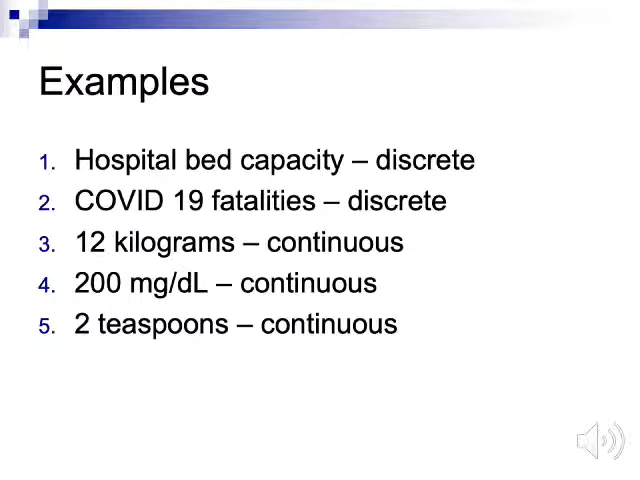 Examples
1. Hospital bed capacity – discrete
2. COVID 19 fatalities – discrete
3. 12 kilograms – continuous
4. 200 mg/dL – continuous
5. 2 teaspoons – continuous